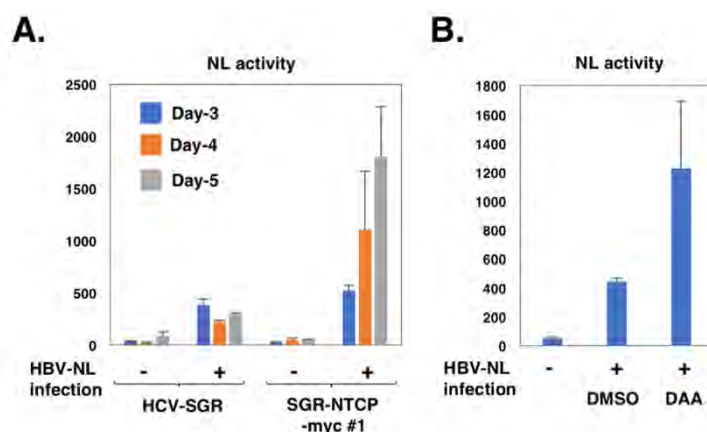 A.
NL activity
2500
2000
1500
1000
500
0
Day-3
Day-4
Day-5
HBV-NL infection
- + - +
HCV-SGR
SGR-NTCP
-myc #1
B.
NL activity
1800
1600
1400
1200
1000
800
600
400
200
0
HBV-NL infection
- + +
DMSO DAA